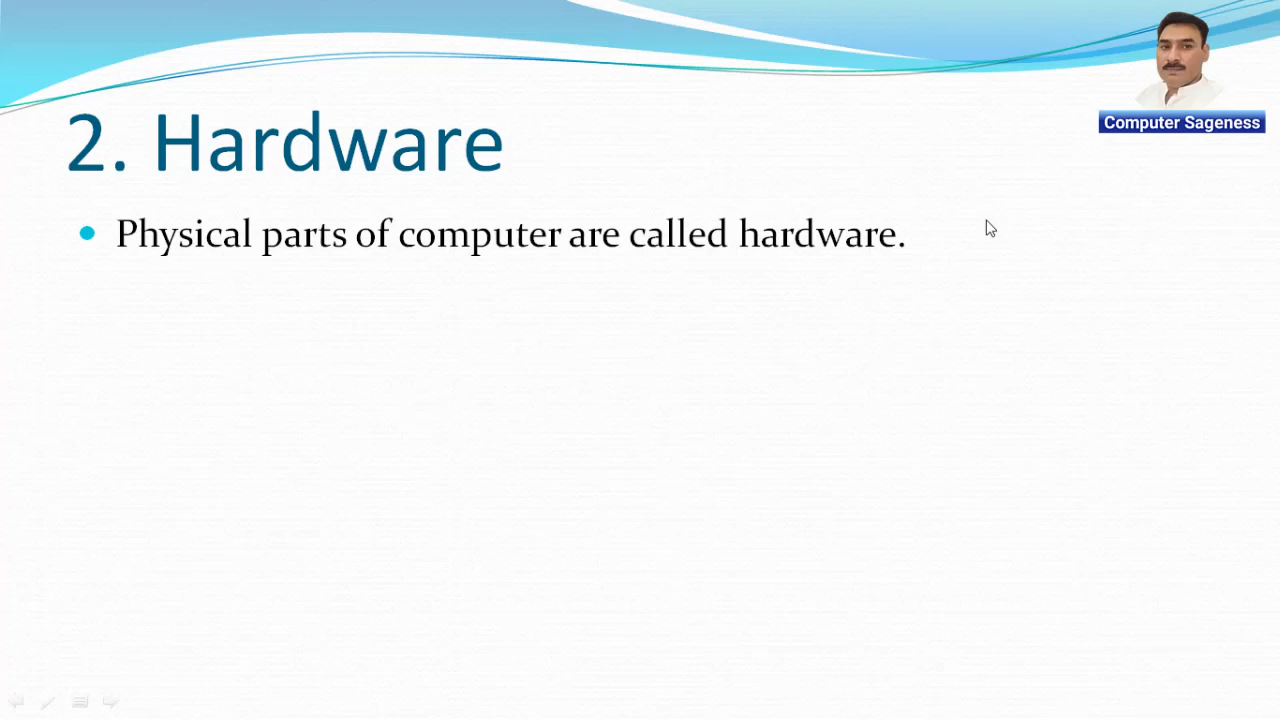 Computer Sageness
2. Hardware
Physical parts of computer are called hardware.